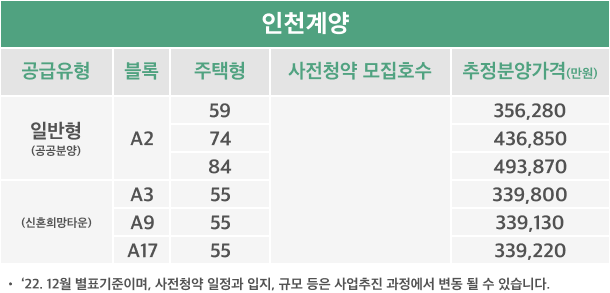 인천계양
공급유형 블록 주택형 사전청약 모집호수 추정분양가격(만원)
일반형
(공공분양)
A2
59 356,280
74 436,850
84 493,870
(신혼희망타운)
A3 55 339,800
A9 55 339,130
A17 55 339,220
• ‘22. 12월 별표기준이며, 사전청약 일정과 입지, 규모 등은 사업추진 과정에서 변동 될 수 있습니다.